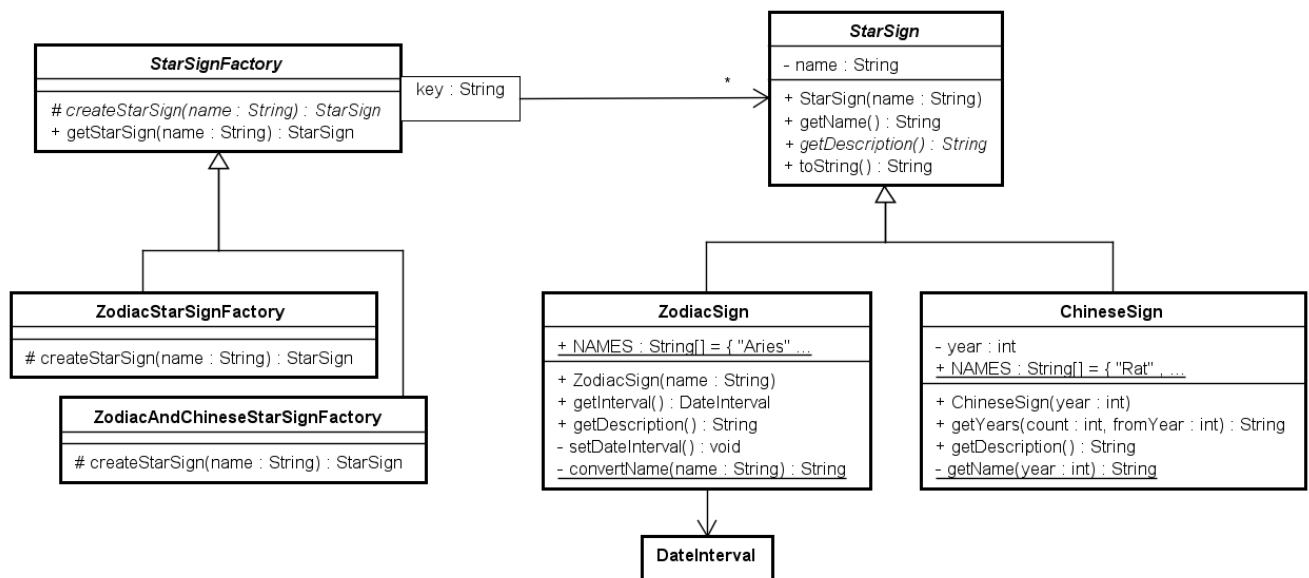 StarSignFactory
# createStarSign(name : String) : StarSign
+ getStarSign(name : String) : StarSign
key : String
*
StarSign
- name : String
+ StarSign(name : String)
+ getName() : String
+ getDescription() : String
+ toString() : String
ZodiacStarSignFactory
# createStarSign(name : String) : StarSign
ZodiacAndChineseStarSignFactory
# createStarSign(name : String) : StarSign
ZodiacSign
+ NAMES : String[] = { "Aries" ...
+ ZodiacSign(name : String)
+ getInterval() : DateInterval
+ getDescription() : String
- setDateInterval() : void
- convertName(name : String) : String
ChineseSign
- year : int
+ NAMES : String[] = { "Rat" , ...
+ ChineseSign(year : int)
+ getYears(count : int, fromYear : int) : String
+ getDescription() : String
- getName(year : int) : String
DateInterval